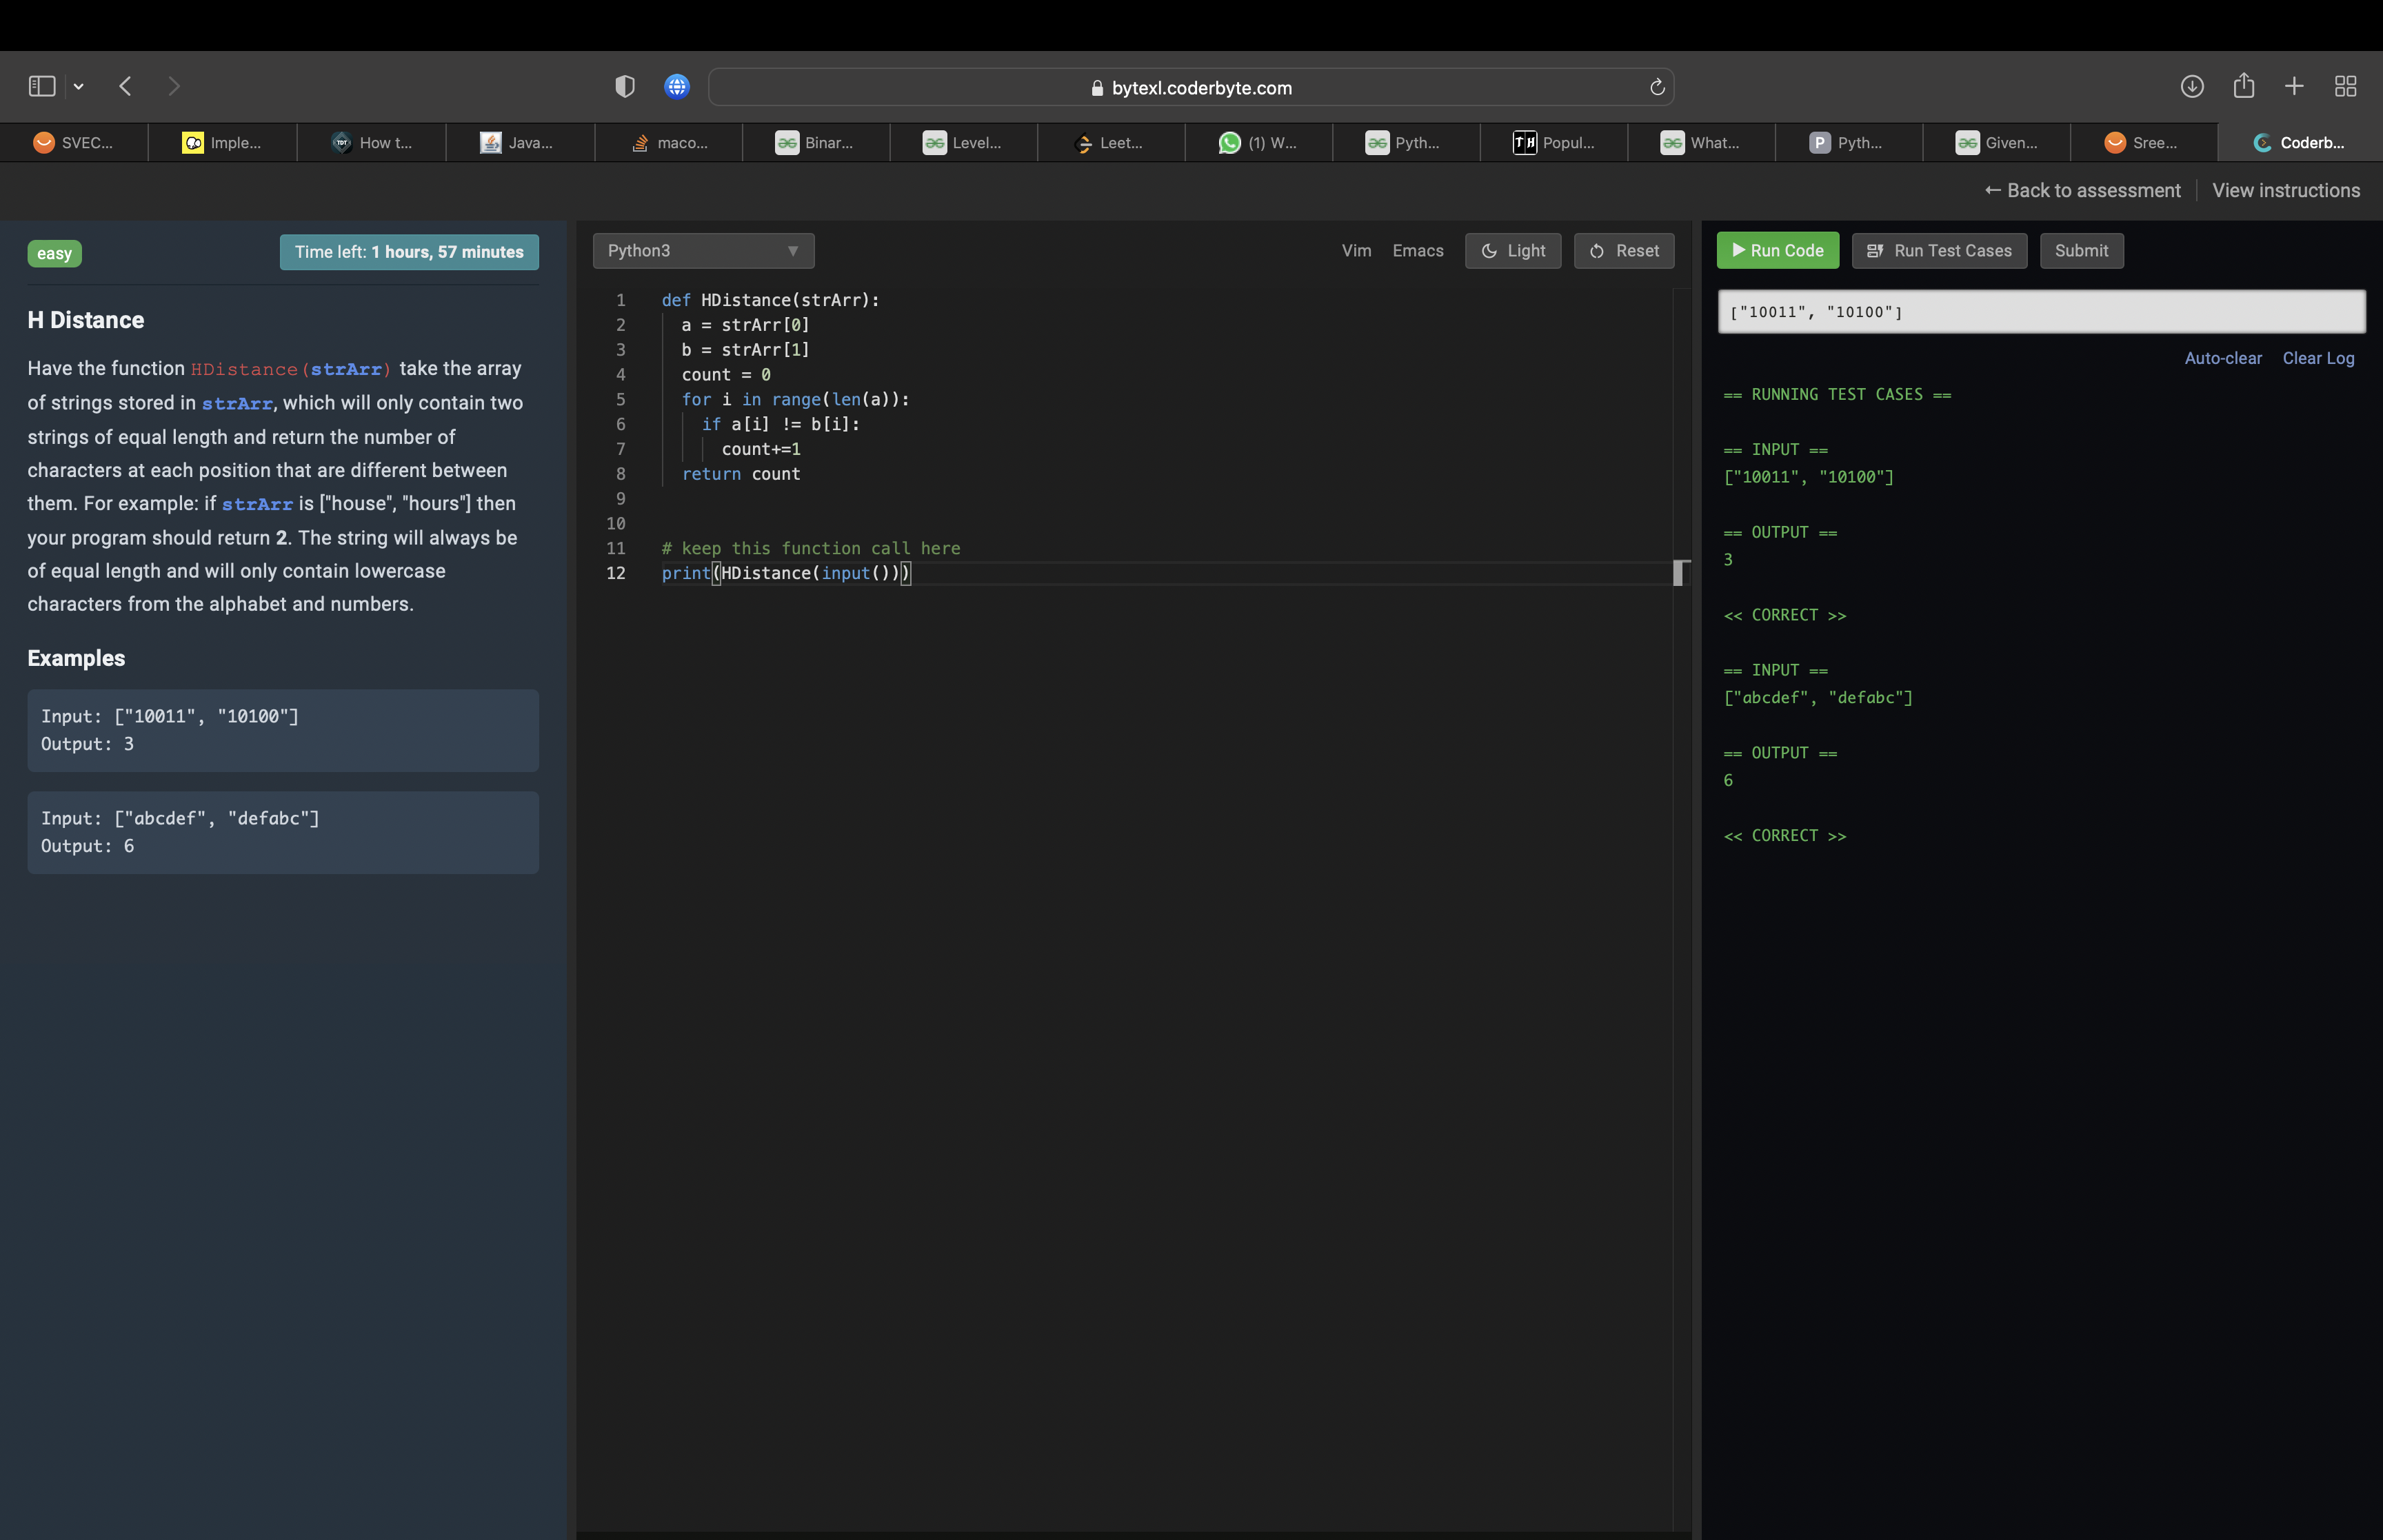 bytexl.coderbyte.com
SVEC...
Imple...
TDT
How t...
Java...
maco...
Binar...
Level...
Leet...
(1) W...
Pyth...
TH
Popul...
What...
P
Pyth...
Given...
Sree...
Coderb...
← Back to assessment
View instructions
easy
Time left: 1 hours, 57 minutes
H Distance
Have the function HDistance(strArr) take the array
of strings stored in strArr, which will only contain two
strings of equal length and return the number of
characters at each position that are different between
them. For example: if strArr is ["house", "hours"] then
your program should return 2. The string will always be
of equal length and will only contain lowercase
characters from the alphabet and numbers.
Examples
Input: ["10011", "10100"]
Output: 3
Input: ["abcdef", "defabc"]
Output: 6
Python3
Vim
Emacs
Light
Reset
1 def HDistance(strArr):
2 a = strArr[0]
3 b = strArr[1]
4 count = 0
5 for i in range(len(a)):
6 if a[i] != b[i]:
7 count+=1
8 return count
9
10
11 # keep this function call here
12 print(HDistance(input()))
Run Code
Run Test Cases
Submit
["10011", "10100"]
Auto-clear
Clear Log
== RUNNING TEST CASES ==
== INPUT ==
["10011", "10100"]
== OUTPUT ==
3
<< CORRECT >>
== INPUT ==
["abcdef", "defabc"]
== OUTPUT ==
6
<< CORRECT >>